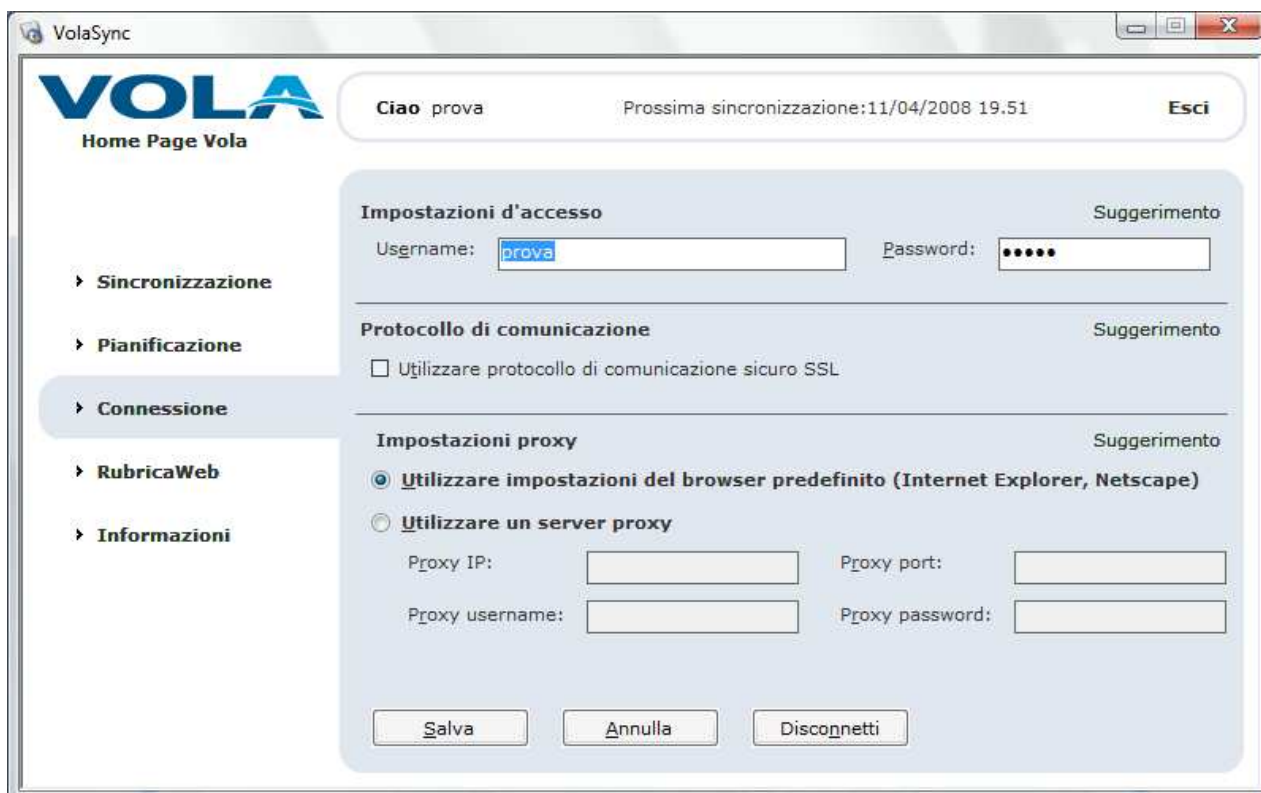 VolaSync
VOLA
Home Page Vola
Ciao prova Prossima sincronizzazione:11/04/2008 19.51 Esci
Sincronizzazione
Pianificazione
Connessione
RubricaWeb
Informazioni
Impostazioni d'accesso Suggerimento
Username: prova Password: •••••
Protocollo di comunicazione Suggerimento
Utilizzare protocollo di comunicazione sicuro SSL
Impostazioni proxy Suggerimento
Utilizzare impostazioni del browser predefinito (Internet Explorer, Netscape)
Utilizzare un server proxy
Proxy IP: Proxy port:
Proxy username: Proxy password:
Salva Annulla Disconnetti